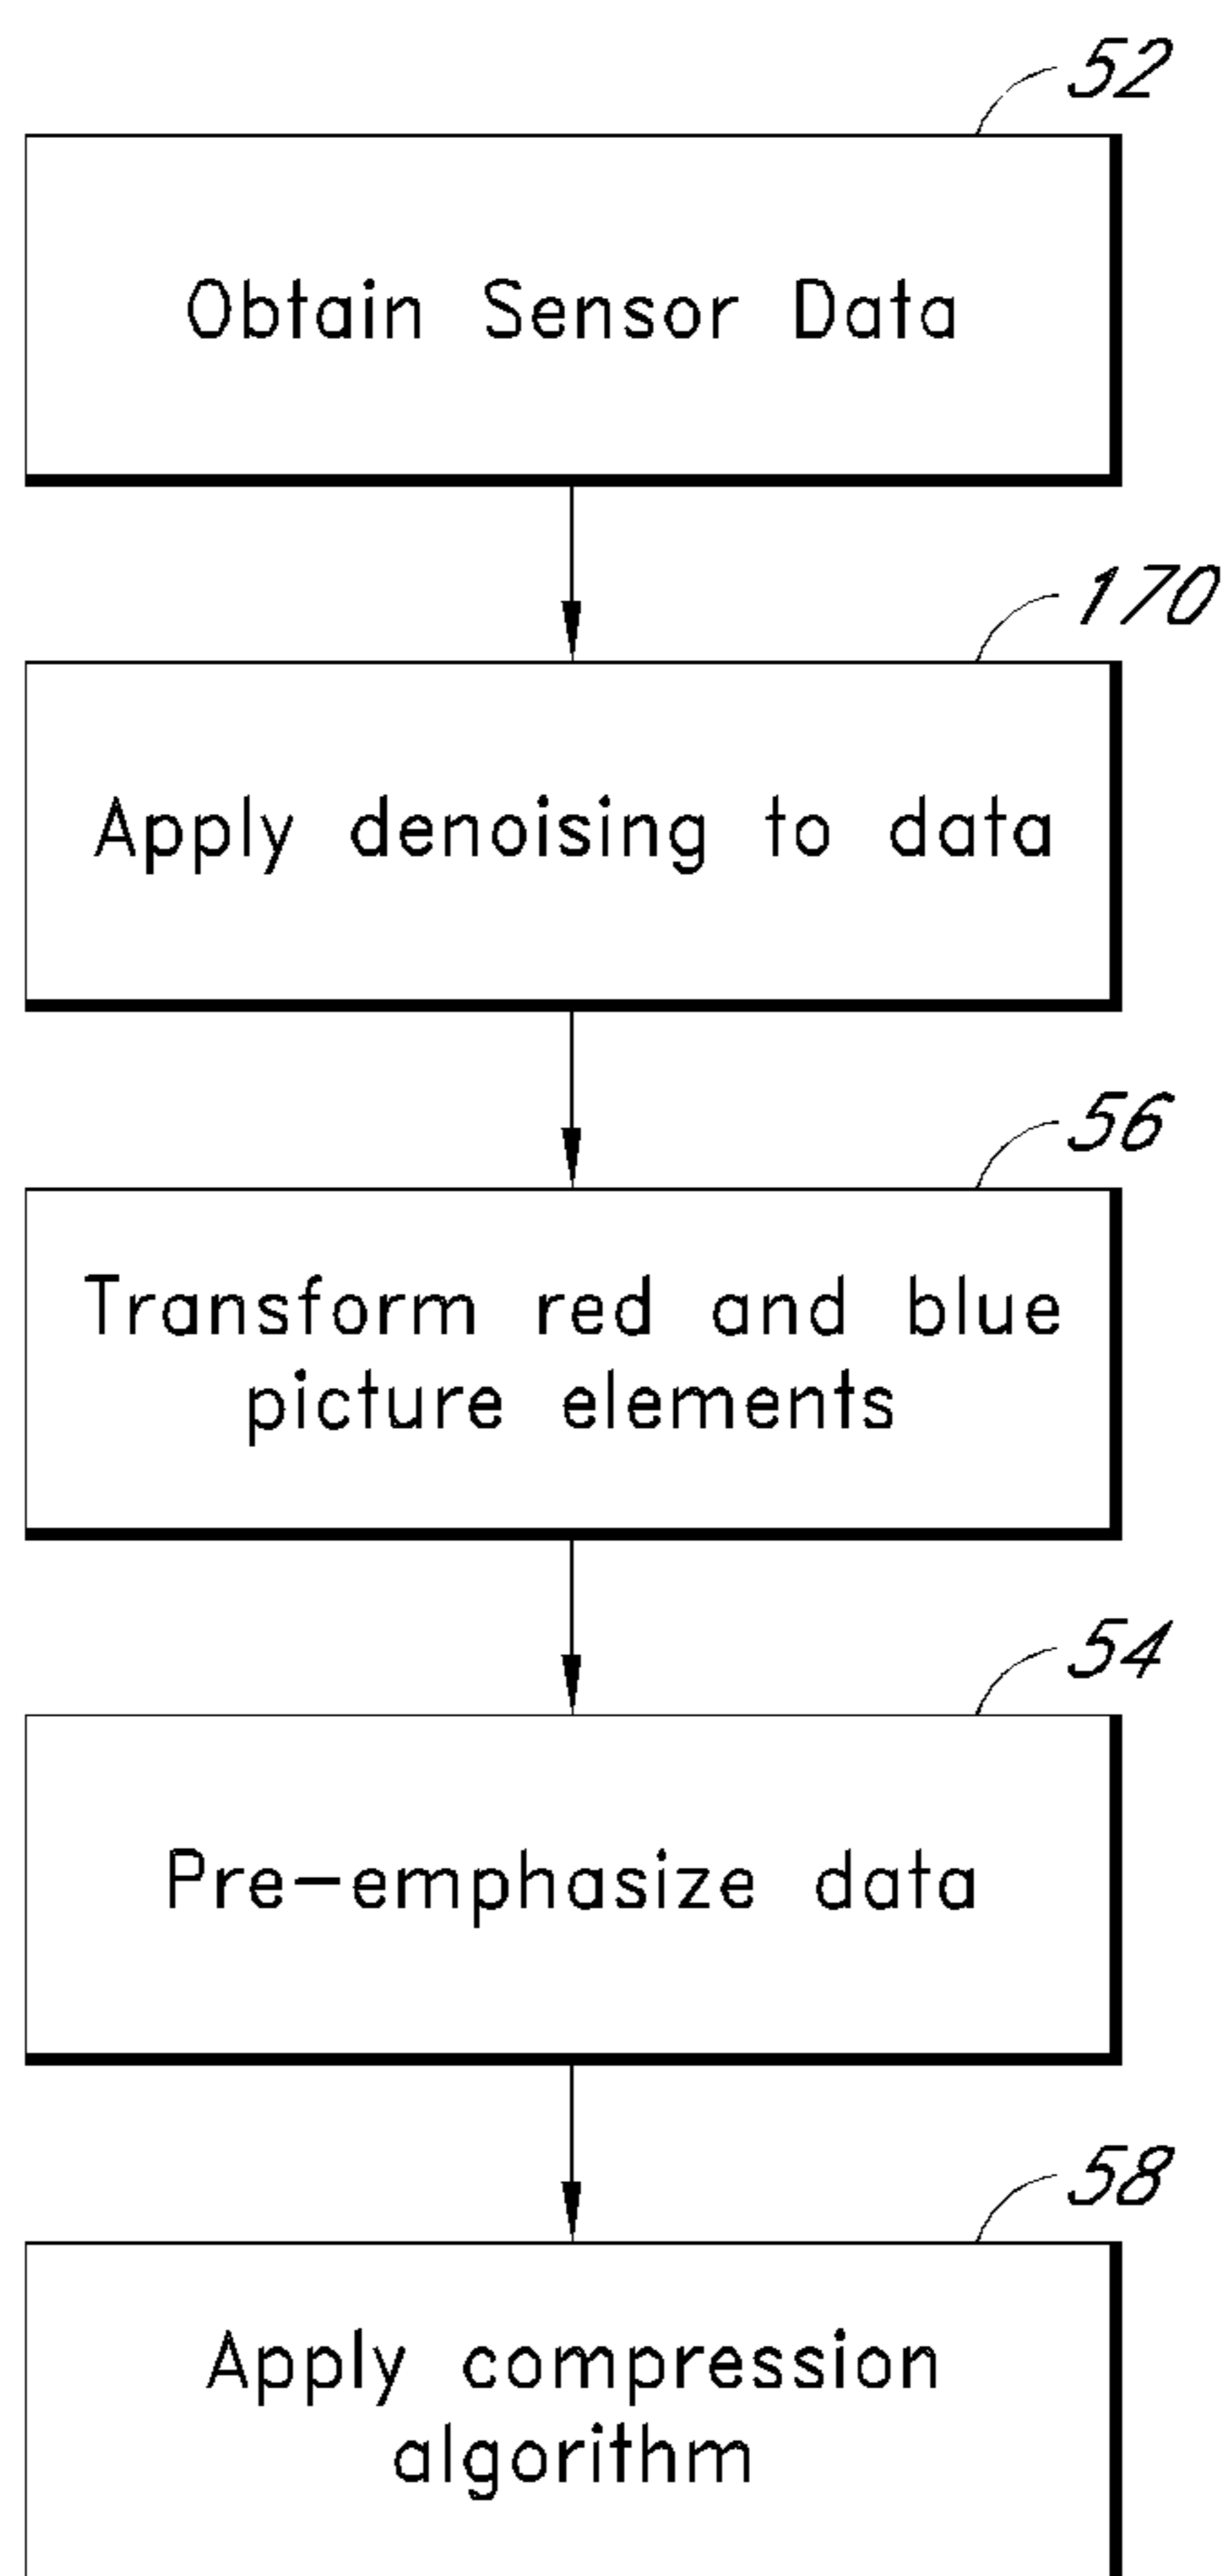 52
Obtain Sensor Data
170
Apply denoising to data
56
Transform red and blue
picture elements
54
Pre-emphasize data
58
Apply compression
algorithm